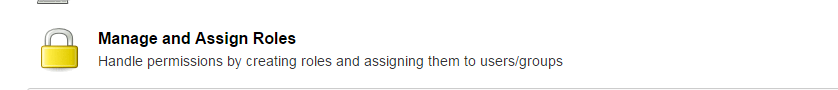 Manage and Assign Roles
Handle permissions by creating roles and assigning them to users/groups